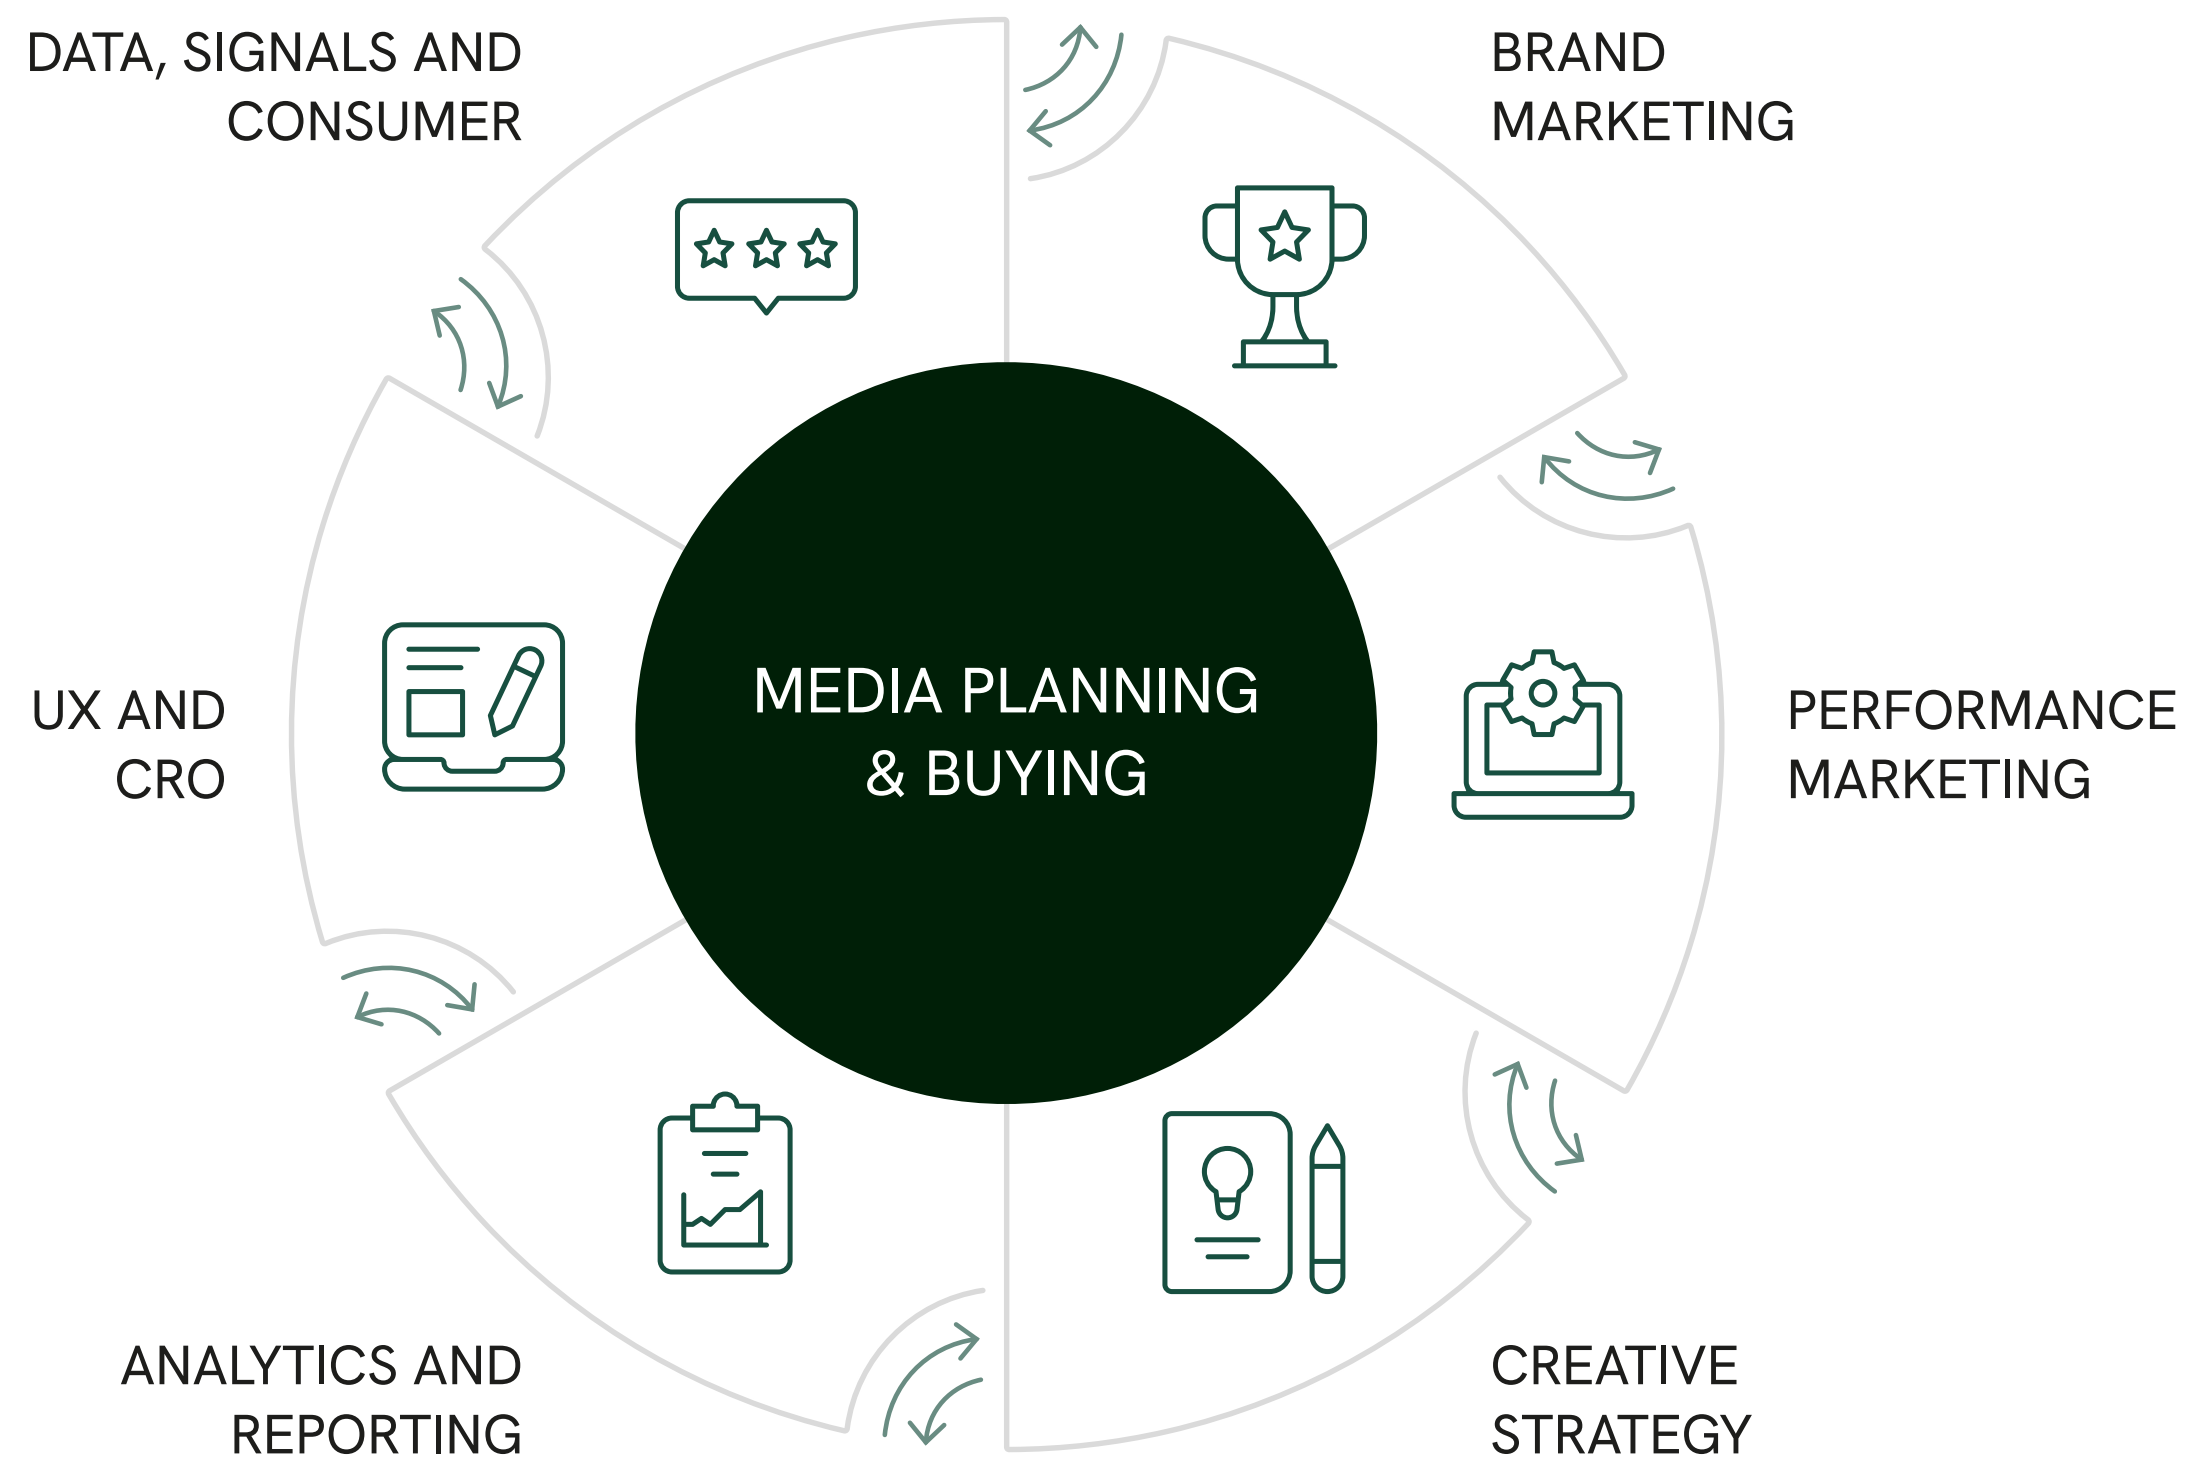 DATA, SIGNALS AND
CONSUMER
BRAND
MARKETING
UX AND
CRO
MEDIA PLANNING
& BUYING
PERFORMANCE
MARKETING
ANALYTICS AND
REPORTING
CREATIVE
STRATEGY